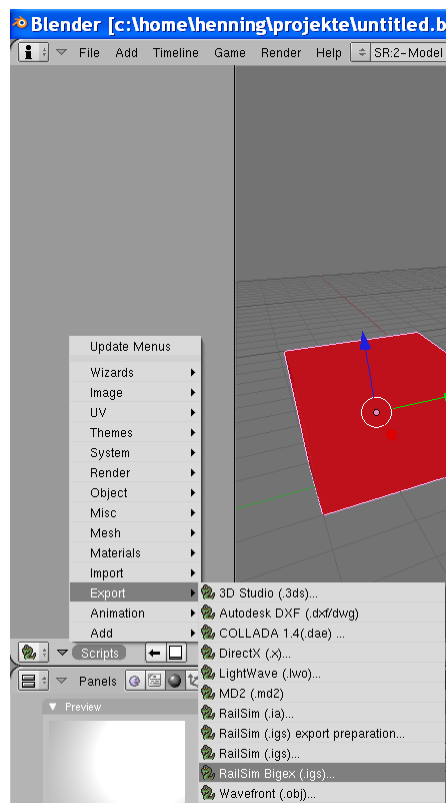 Blender [c:\home\henning\projekte\untitled.b
File Add Timeline Game Render Help SR:2-Model
Update Menus
Wizards
Image
UV
Themes
System
Render
Object
Misc
Mesh
Materials
Import
Export
Animation
Add
3D Studio (.3ds)...
Autodesk DXF (.dxf/dwg)
COLLADA 1.4(.dae) ...
DirectX (.x)...
LightWave (.lwo)...
MD2 (.md2)
RailSim (.ia)...
RailSim (.igs) export preparation...
RailSim (.igs)...
RailSim Bigex (.igs)...
Wavefront (.obj)...
Scripts
Panels
Preview